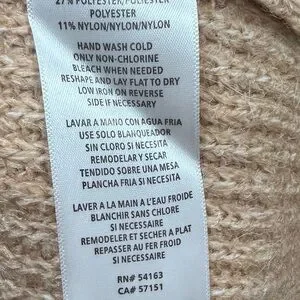 27% POLYESTER/POLIESTER
POLYESTER
11% NYLON/NYLON/NYLON
HAND WASH COLD
ONLY NON-CHLORINE
BLEACH WHEN NEEDED
RESHAPE AND LAY FLAT TO DRY
LOW IRON ON REVERSE
SIDE IF NECESSARY
LAVAR A MANO CON AGUA FRIA
USE SOLO BLANQUEADOR
SIN CLORO SI NECESITA
REMODELAR Y SECAR
TENDIDO SOBRE UNA MESA
PLANCHA FRIA SI NECESITA
LAVER A LA MAIN A L'EAU FROIDE
BLANCHIR SANS CHLORE
SI NECESSAIRE
REMODELER ET SECHER A PLAT
REPASSER AU FER FROID
SI NECESSAIRE
RN# 54163
CA# 57151